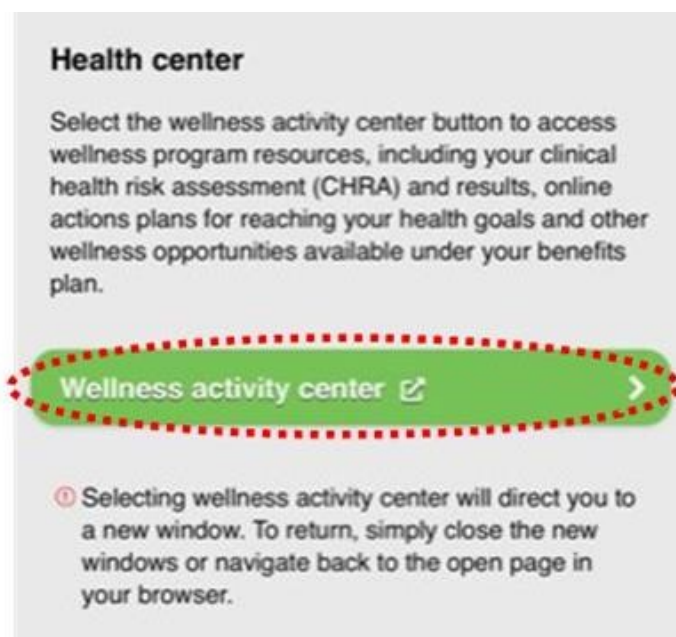 Health center
Select the wellness activity center button to access
wellness program resources, including your clinical
health risk assessment (CHRA) and results, online
actions plans for reaching your health goals and other
wellness opportunities available under your benefits
plan.
Wellness activity center
Selecting wellness activity center will direct you to
a new window. To return, simply close the new
windows or navigate back to the open page in
your browser.